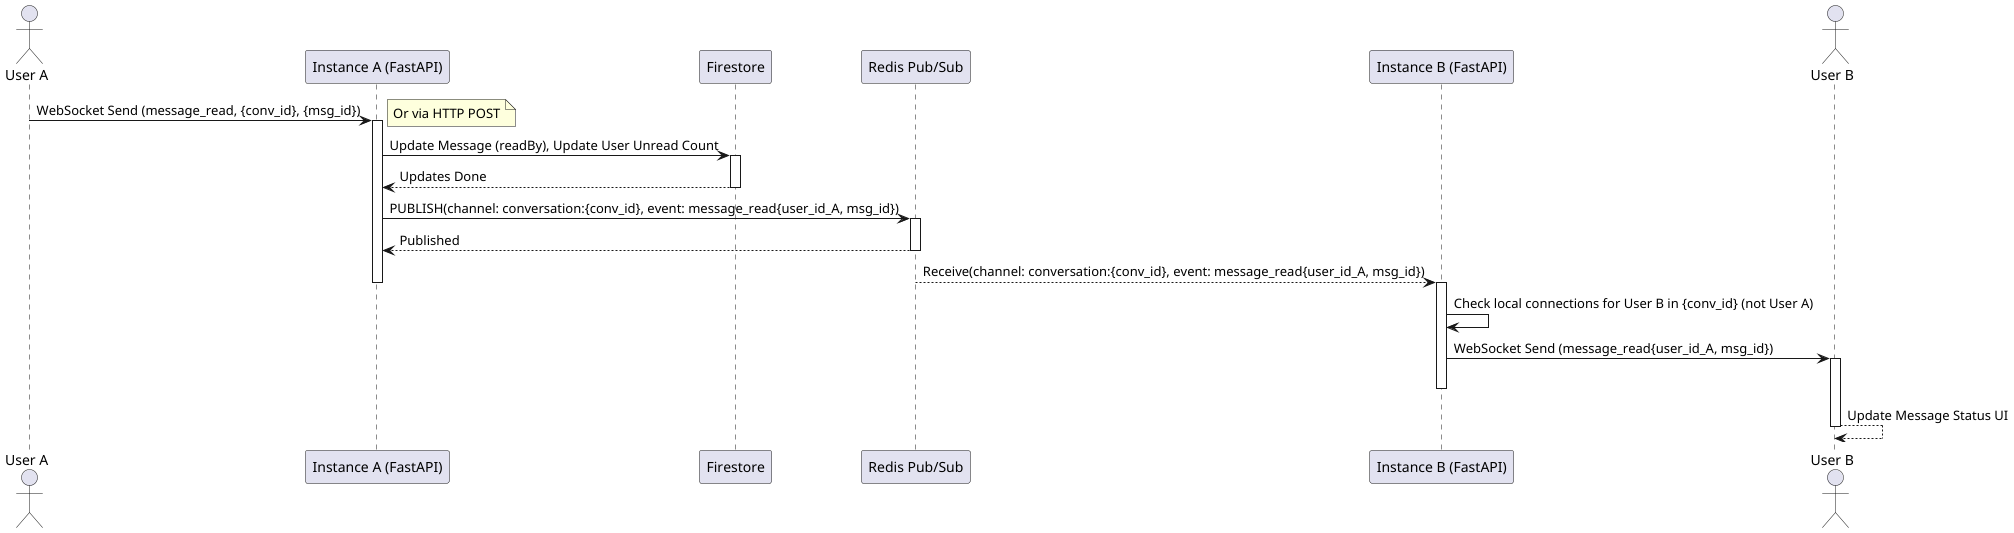 User A
Instance A (FastAPI)
Firestore
Redis Pub/Sub
Instance B (FastAPI)
User B
WebSocket Send (message_read, {conv_id}, {msg_id})
Or via HTTP POST
Update Message (readBy), Update User Unread Count
Updates Done
PUBLISH(channel: conversation:{conv_id}, event: message_read{user_id_A, msg_id})
Published
Receive(channel: conversation:{conv_id}, event: message_read{user_id_A, msg_id})
Check local connections for User B in {conv_id} (not User A)
WebSocket Send (message_read{user_id_A, msg_id})
Update Message Status UI
User A
Instance A (FastAPI)
Firestore
Redis Pub/Sub
Instance B (FastAPI)
User B